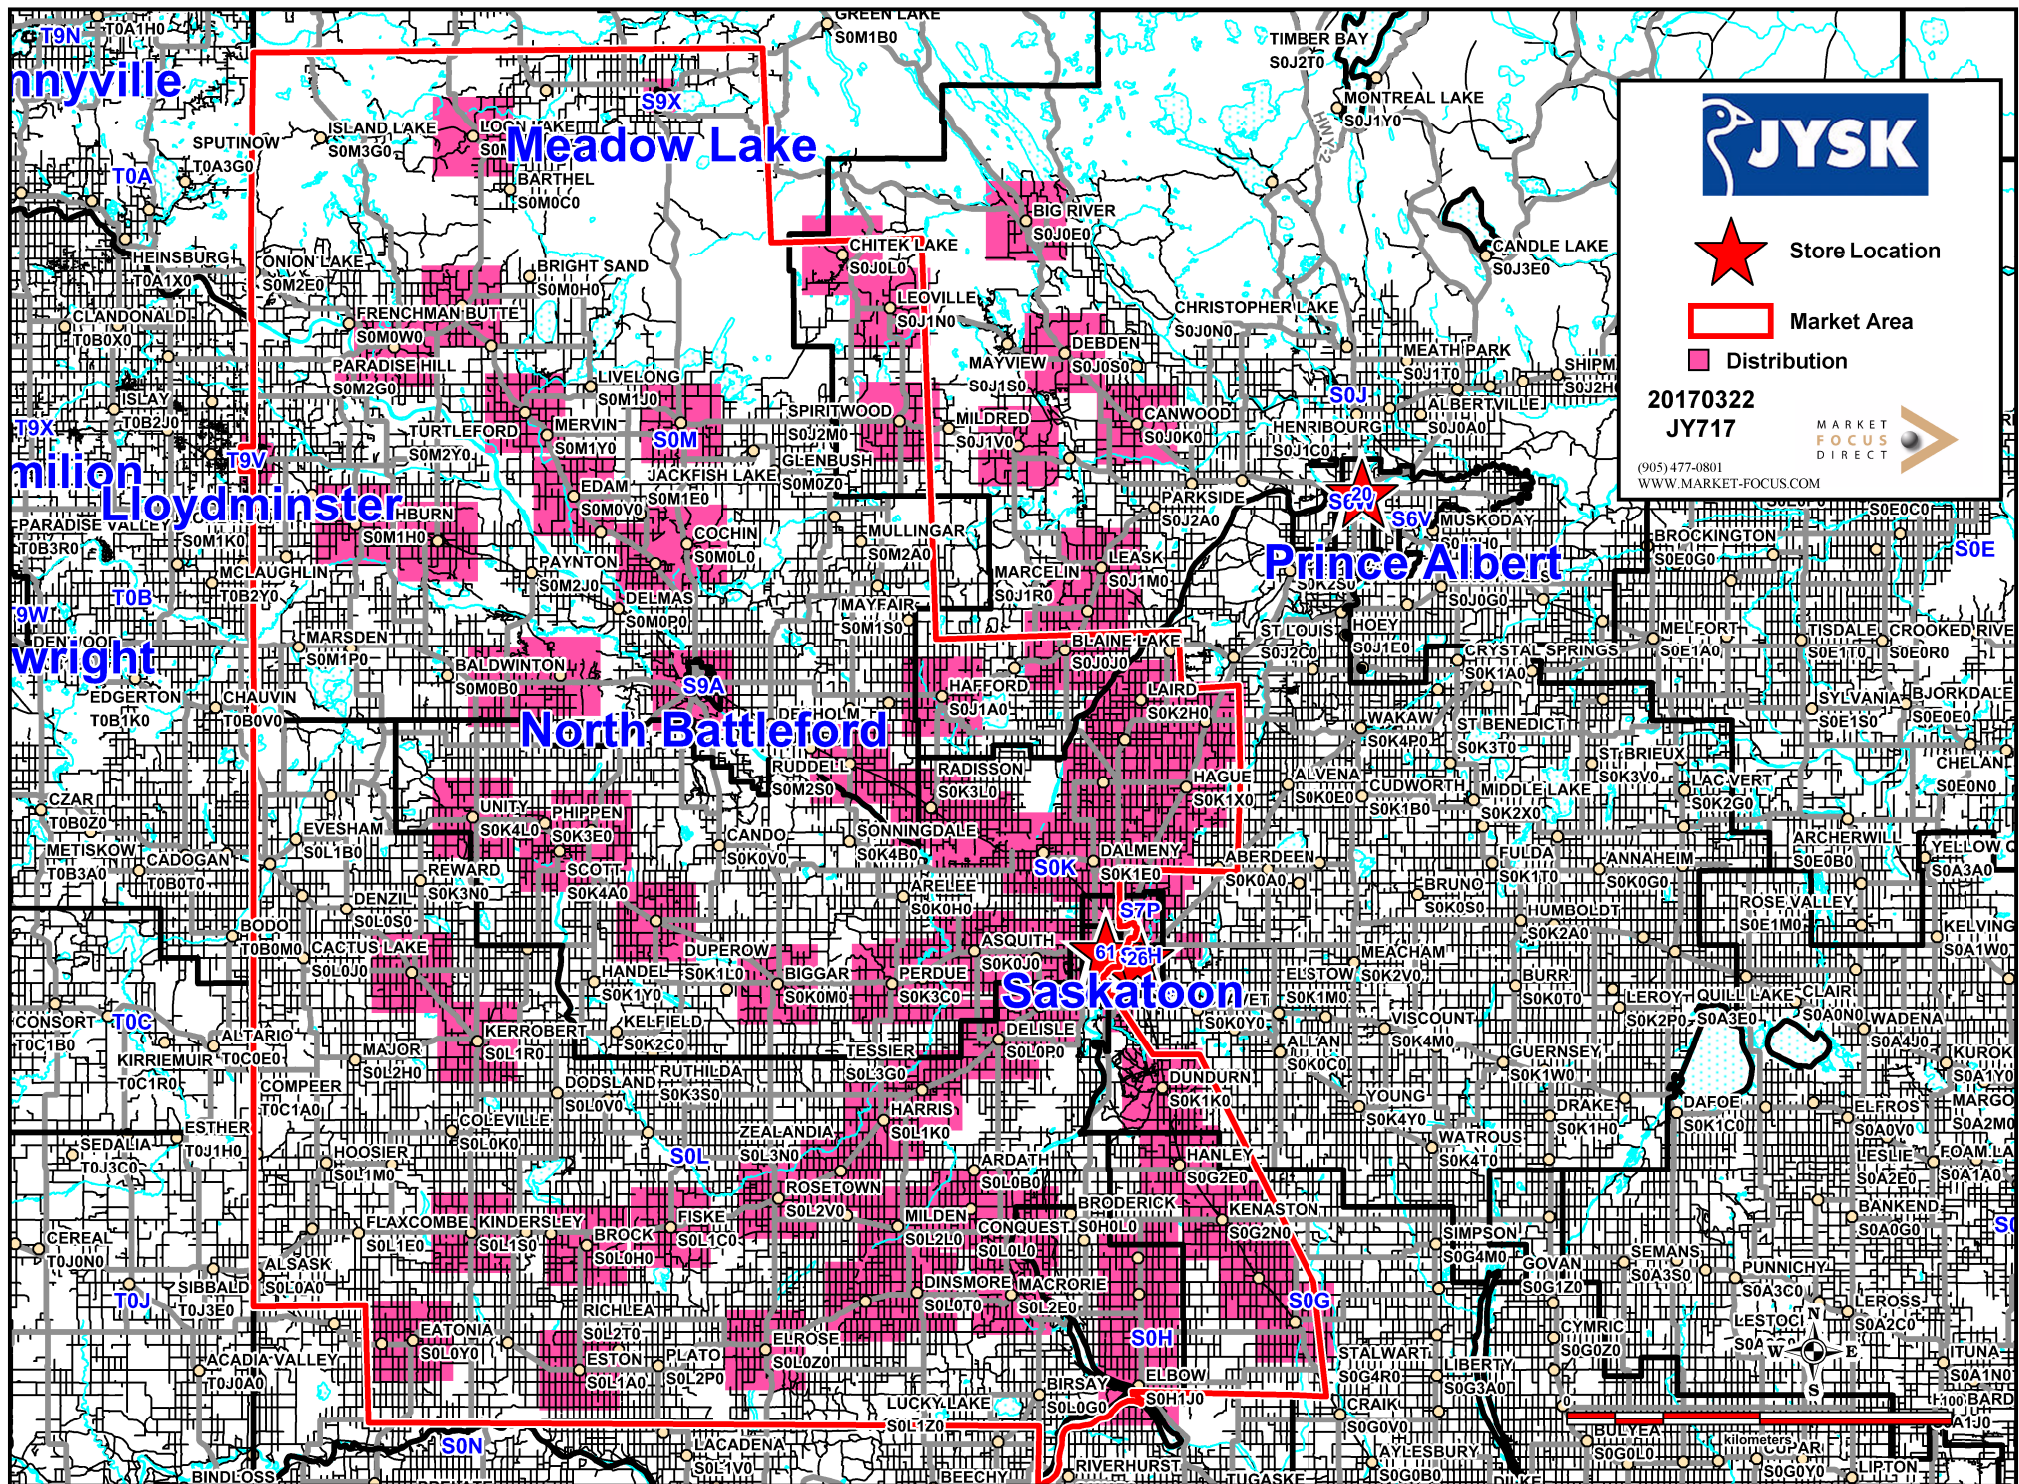 GREEN LAKE
S0M1B0
T9N
T0A1H0
TIMBER BAY
S0J2T0
nnyville
S9X
MONTREAL LAKE
S0J1Y0
HWY-2
JYSK
ISLAND LAKE
S0M3G0
SPUTINOW
T0A3G0
Meadow Lake
T0A
BARTHEL
S0M0C0
BIG RIVER
S0J0E0
Store Location
CHITEK LAKE
S0J0L0
CANDLE LAKE
S0J3E0
HEINSBURG
T0A1X0
ONION LAKE
S0M2E0
BRIGHT SAND
S0M0H0
LEOVILLE
S0J1N0
CHRISTOPHER LAKE
S0J0N0
Market Area
CLANDONALD
T0B0X0
FRENCHMAN BUTTE
S0M0W0
DEBDEN
S0J0S0
MEATH PARK
S0J1T0
Distribution
PARADISE HILL
S0M2G0
MAYVIEW
S0J1S0
LIVELONG
S0M1J0
ISLAY
T0B2J0
S0J
20170322
JY717
MARKET
FOCUS
DIRECT
(905) 477-0801
WWW.MARKET-FOCUS.COM
SPIRITWOOD
S0J2M0
MILDRED
S0J1V0
CANWOOD
S0J0K0
ALBERTVILLE
S0J0A0
HENRIBOURG
S0J1C0
T9X
TURTLEFORD
S0M2Y0
MERVIN
S0M1Y0
S0M
T9V
GLENBUSH
S0M0Z0
JACKFISH LAKE
S0M1E0
EDAM
S0M0V0
milion
Lloydminster
S0M1H0
PARKSIDE
S0J2A0
20
S6W
S6V
MUSKODAY
Prince Albert
S0E0C0
S0E
PARADISE VALLEY
T0B3R0
S0M1K0
MULLINGAR
S0M2A0
COCHIN
S0M0L0
BROCKINGTON
S0E0G0
LEASK
S0J1M0
MARCELIN
S0J1R0
PAYNTON
S0M2J0
MCLAUGHLIN
T0B2Y0
T0B
DELMAS
S0M0P0
MAYFAIR
S0M1S0
S0J0G0
9W
wright
MARSDEN
S0M1P0
BLAINE LAKE
S0J0J0
ST LOUIS
S0J2C0
HOEY
S0J1E0
MELFORT
S0E1A0
TISDALE
S0E1T0
CROOKED RIVE
S0E0R0
CRYSTAL SPRINGS
S0K1A0
BALDWINTON
S0M0B0
S9A
HAFFORD
S0J1A0
LAIRD
S0K2H0
EDGERTON
T0B1K0
CHAUVIN
T0B0V0
SYLVANIA
S0E1S0
BJORKDALE
S0E0E0
North Battleford
WAKAW
S0K4P0
ST BENEDICT
S0K3T0
ST BRIEUX
S0K3V0
RUDDELL
S0M2S0
RADISSON
S0K3L0
HAGUE
S0K1X0
ALVENA
S0K0E0
CUDWORTH
S0K1B0
MIDDLE LAKE
S0K2X0
LAC VERT
S0K2G0
CHELAN
S0E0N0
CZAR
T0B0Z0
UNITY
S0K4L0
PHIPPEN
S0K3E0
CANDO
S0K0V0
SONNINGDALE
S0K4B0
EVESHAM
S0L1B0
METISKOW
T0B3A0
CADOGAN
T0B0T0
SCOTT
S0K4A0
REWARD
S0K3N0
S0K
DALMENY
S0K1E0
ABERDEEN
S0K0A0
FULDA
S0K1T0
ANNAHEIM
S0K0G0
ARCHERWI
S0E0B0
S0A3A0
DENZIL
S0L0S0
ARELEE
S0K0H0
S7P
BRUNO
S0K0S0
HUMBOLDT
S0K2A0
ROSE VALLEY
S0E1M0
BODO
T0B0M0
CACTUS LAKE
S0L0J0
DUPEROW
S0K1L0
ASQUITH
S0K0J0
61
26H
KELVING
S0A1W0
HANDEL
S0K1Y0
BIGGAR
S0K0M0
PERDUE
S0K3C0
Saskatoon
MEACHAM
S0K2V0
ELSTOW
S0K1M0
S0K0Y0
BURR
S0K0T0
LEROY
S0K2P0
QUILL LAKE
S0A3E0
CLAIR
S0A0N0
CONSORT
T0C1B0
T0C
KIRRIEMUIR
T0C1R0
ALTARIO
T0C0E0
KERROBERT
S0L1R0
KELFIELD
S0K2C0
DELISLE
S0L0P0
VISCOUNT
S0K4M0
WADENA
S0A4J0
MAJOR
S0L2H0
TESSIER
S0L3G0
ALLAN
S0K0C0
GUERNSEY
S0K1W0
KUROK
S0A1Y0
COMPEER
T0C1A0
DODSLAND
S0L0V0
RUTHILDA
S0K3S0
DUNDURN
S0K1K0
YOUNG
S0K4Y0
DRAKE
S0K1H0
DAFOE
S0K1C0
ELFROS
S0A0V0
MARGO
S0A2M0
HARRIS
S0L1K0
COLEVILLE
S0L0K0
ESTHER
T0J1H0
SEDALIA
T0J3C0
ZEALANDIA
S0L3N0
S0L
WATROUS
S0K4T0
LESLIE
S0A2E0
FOAM LA
S0A1A0
HOOSIER
S0L1M0
ARDATH
S0L0B0
HANLEY
S0G2E0
ROSETOWN
S0L2V0
BRODERICK
S0H0L0
KENASTON
S0G2N0
FLAXCOMBE
S0L1E0
KINDERSLEY
S0L1S0
FISKE
S0L1C0
MILDEN
S0L2L0
CONQUEST
S0L0L0
BANKEND
S0A0G0
CEREAL
T0J0N0
BROCK
S0L0H0
SIMPSON
S0G4M0
SEMANS
S0A3S0
ALSASK
S0L0A0
SIBBALD
T0J3E0
T0J
DINSMORE
S0L0T0
MACRORIE
S0L2E0
GOVAN
S0G1Z0
PUNNICHY
S0A3C0
S0G
RICHLEA
S0L2T0
EATONIA
S0L0Y0
ELROSE
S0L0Z0
S0H
CYMRIC
S0G0Z0
LEROSS
S0A2C0
N
W
E
S
ACADIA VALLEY
T0J0A0
ESTON
S0L1A0
PLATO
S0L2P0
STALWART
S0G4R0
LIBERTY
S0G3A0
ITUNA
S0A1N0
BIRSAY
S0L0G0
ELBOW
S0H1J0
LUCKY LAKE
S0L1Z0
CRAIK
S0G0V0
100
kilometers
BULYEA
S0G0L0
S0N
LACADENA
S0L1V0
AYLESBURY
S0G0B0
CUPAR
S0G0Y0
BINDLOSS
BEECHY
RIVERHURST
TUGASKE
LIPTON